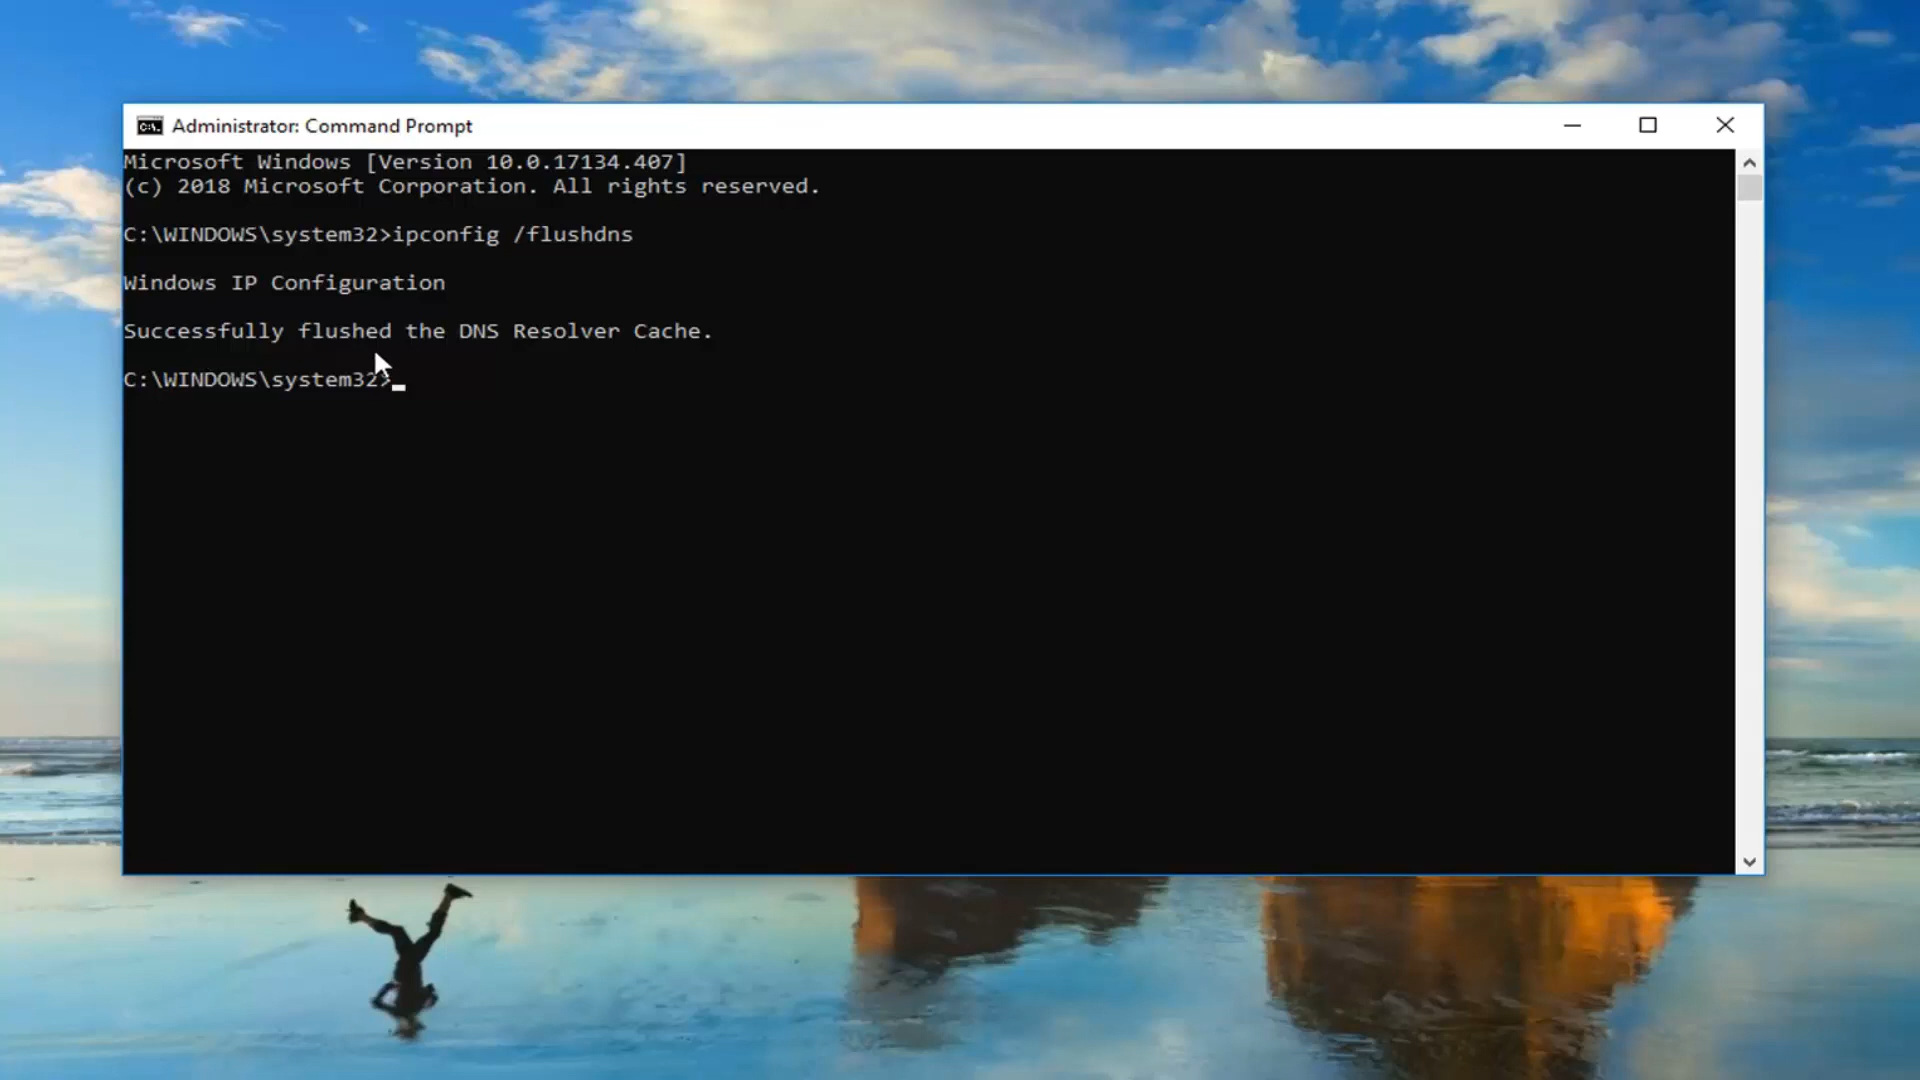 Administrator: Command Prompt
Microsoft Windows [Version 10.0.17134.407]
(c) 2018 Microsoft Corporation. All rights reserved.
C:\WINDOWS\system32>ipconfig /flushdns
Windows IP Configuration
Successfully flushed the DNS Resolver Cache.
C:\WINDOWS\system32>